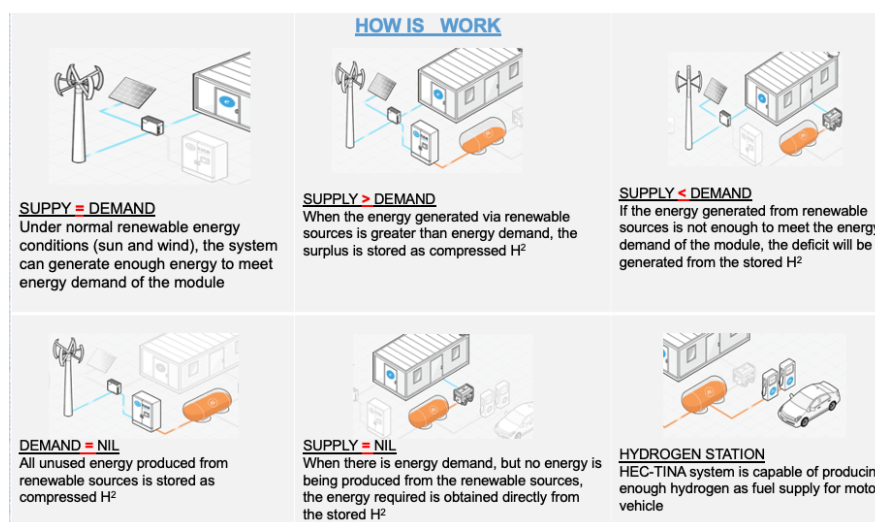 HOW IS WORK
SUPPY = DEMAND
Under normal renewable energy
conditions (sun and wind), the system
can generate enough energy to meet
energy demand of the module
SUPPLY > DEMAND
When the energy generated via renewable
sources is greater than energy demand, the
surplus is stored as compressed H²
SUPPLY < DEMAND
If the energy generated from renewable
sources is not enough to meet the energy
demand of the module, the deficit will be
generated from the stored H²
DEMAND = NIL
All unused energy produced from
renewable sources is stored as
compressed H²
SUPPLY = NIL
When there is energy demand, but no energy is
being produced from the renewable sources,
the energy required is obtained directly from
the stored H²
HYDROGEN STATION
HEC-TINA system is capable of producin
enough hydrogen as fuel supply for moto
vehicle